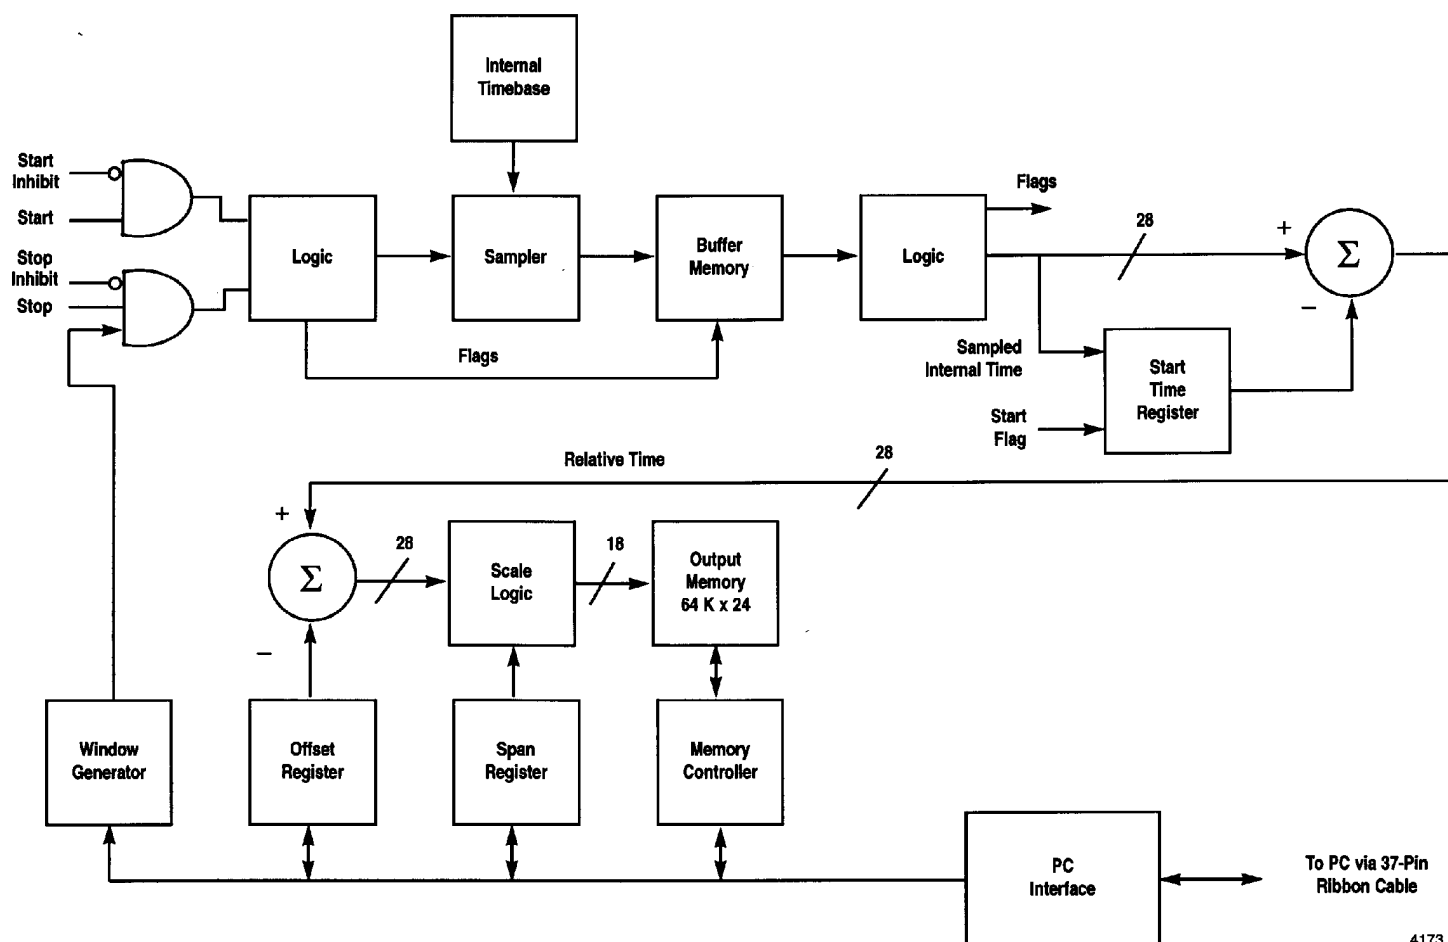 Internal
Timebase
Start
Inhibit
Start
Stop
Inhibit
Stop
Logic
Sampler
Buffer
Memory
Logic
Flags
28
+
Σ
−
Flags
Sampled
Internal Time
Start
Flag
Start
Time
Register
Relative Time
28
+
Σ
−
28
Scale
Logic
18
Output
Memory
64 K x 24
Window
Generator
Offset
Register
Span
Register
Memory
Controller
PC
Interface
To PC via 37-Pin
Ribbon Cable
4173